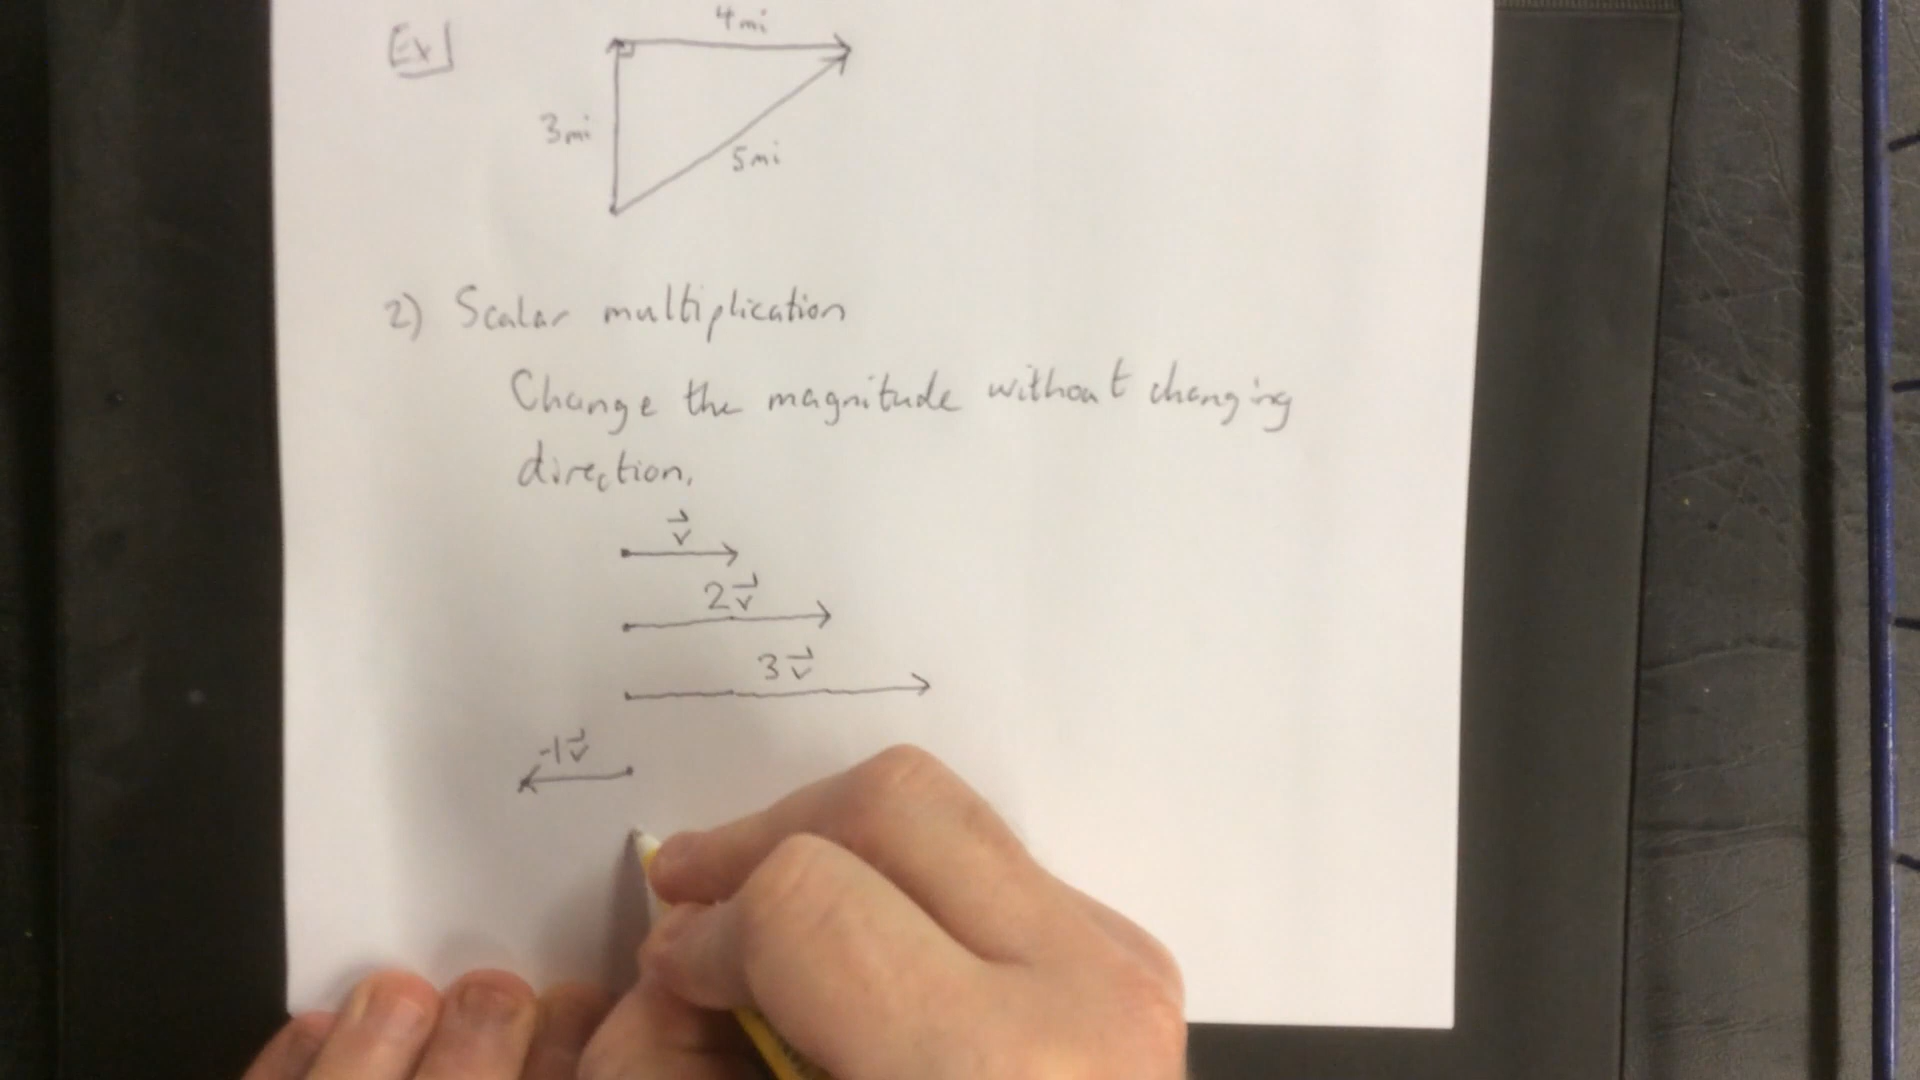 Ex
4mi
3mi
5mi
2) Scalar multiplication
Change the magnitude without changing
direction.
v⃗
2v⃗
3v⃗
-1v⃗